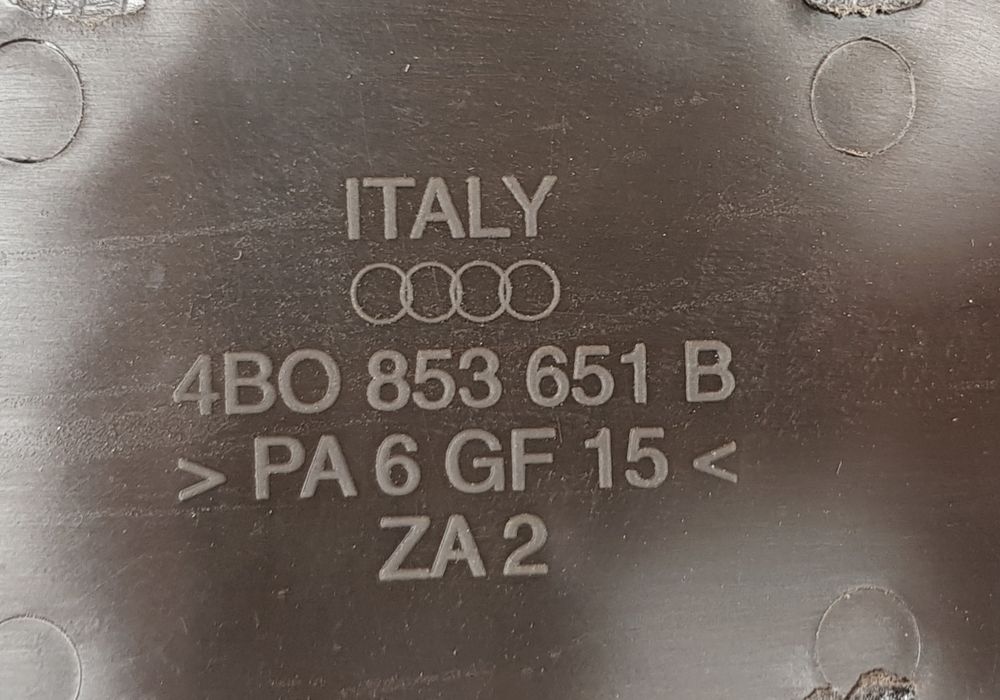 ITALY
4B0 853 651 B
> PA 6 GF 15 <
ZA 2